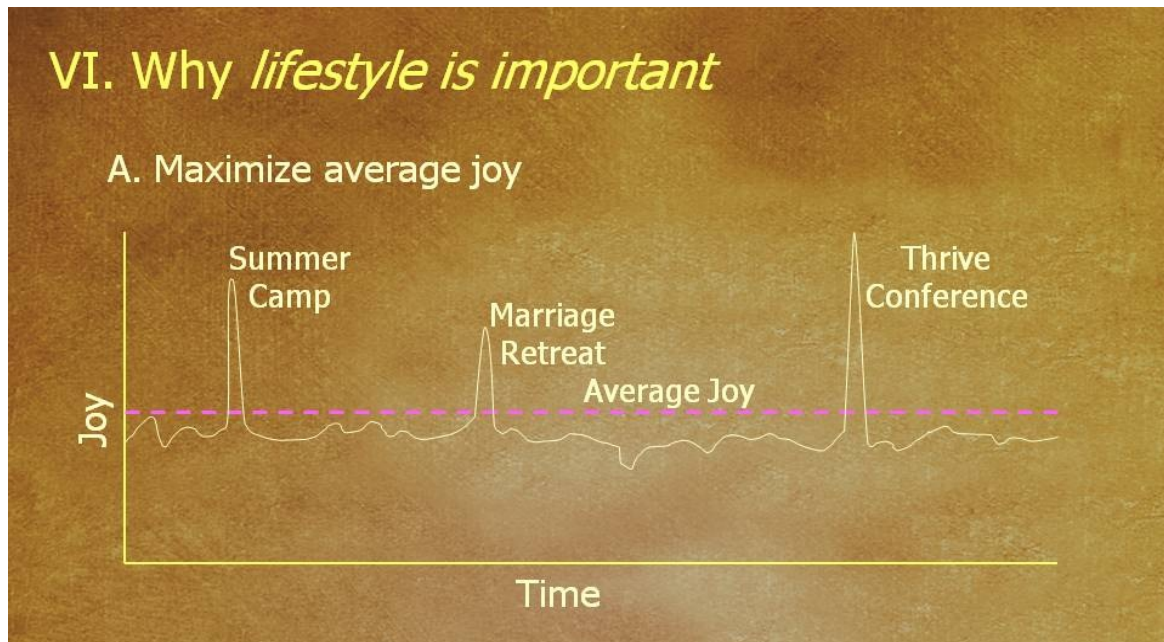 VI. Why lifestyle is important
A. Maximize average joy
Summer
Camp
Marriage
Retreat
Average Joy
Thrive
Conference
Joy
Time